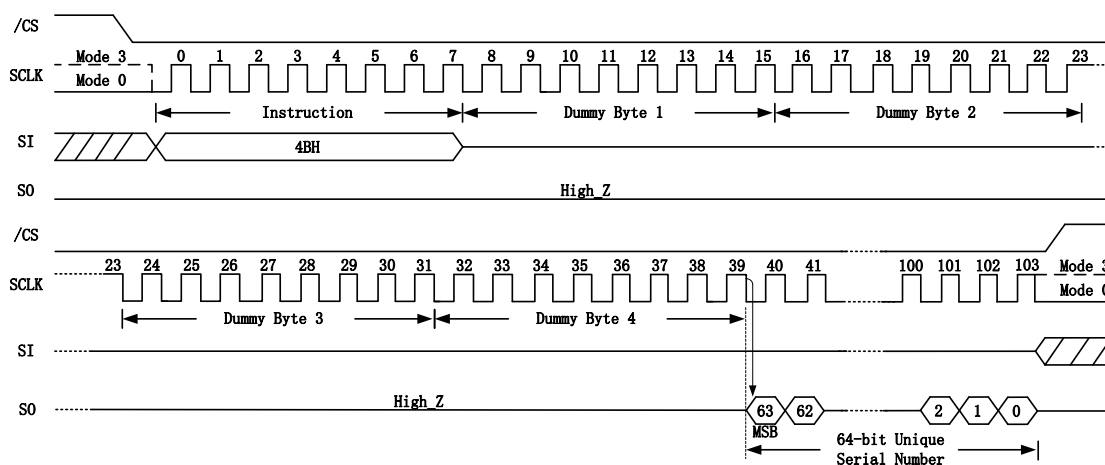 /CS
Mode 3 0 1 2 3 4 5 6 7 8 9 10 11 12 13 14 15 16 17 18 19 20 21 22 23
SCLK
Mode 0
Instruction Dummy Byte 1 Dummy Byte 2
SI 4BH
SO High_Z
/CS
23 24 25 26 27 28 29 30 31 32 33 34 35 36 37 38 39 40 41 100 101 102 103 Mode 3
SCLK
Mode 0
Dummy Byte 3 Dummy Byte 4
SI
SO High_Z 63 62 2 1 0
MSB
64-bit Unique
Serial Number